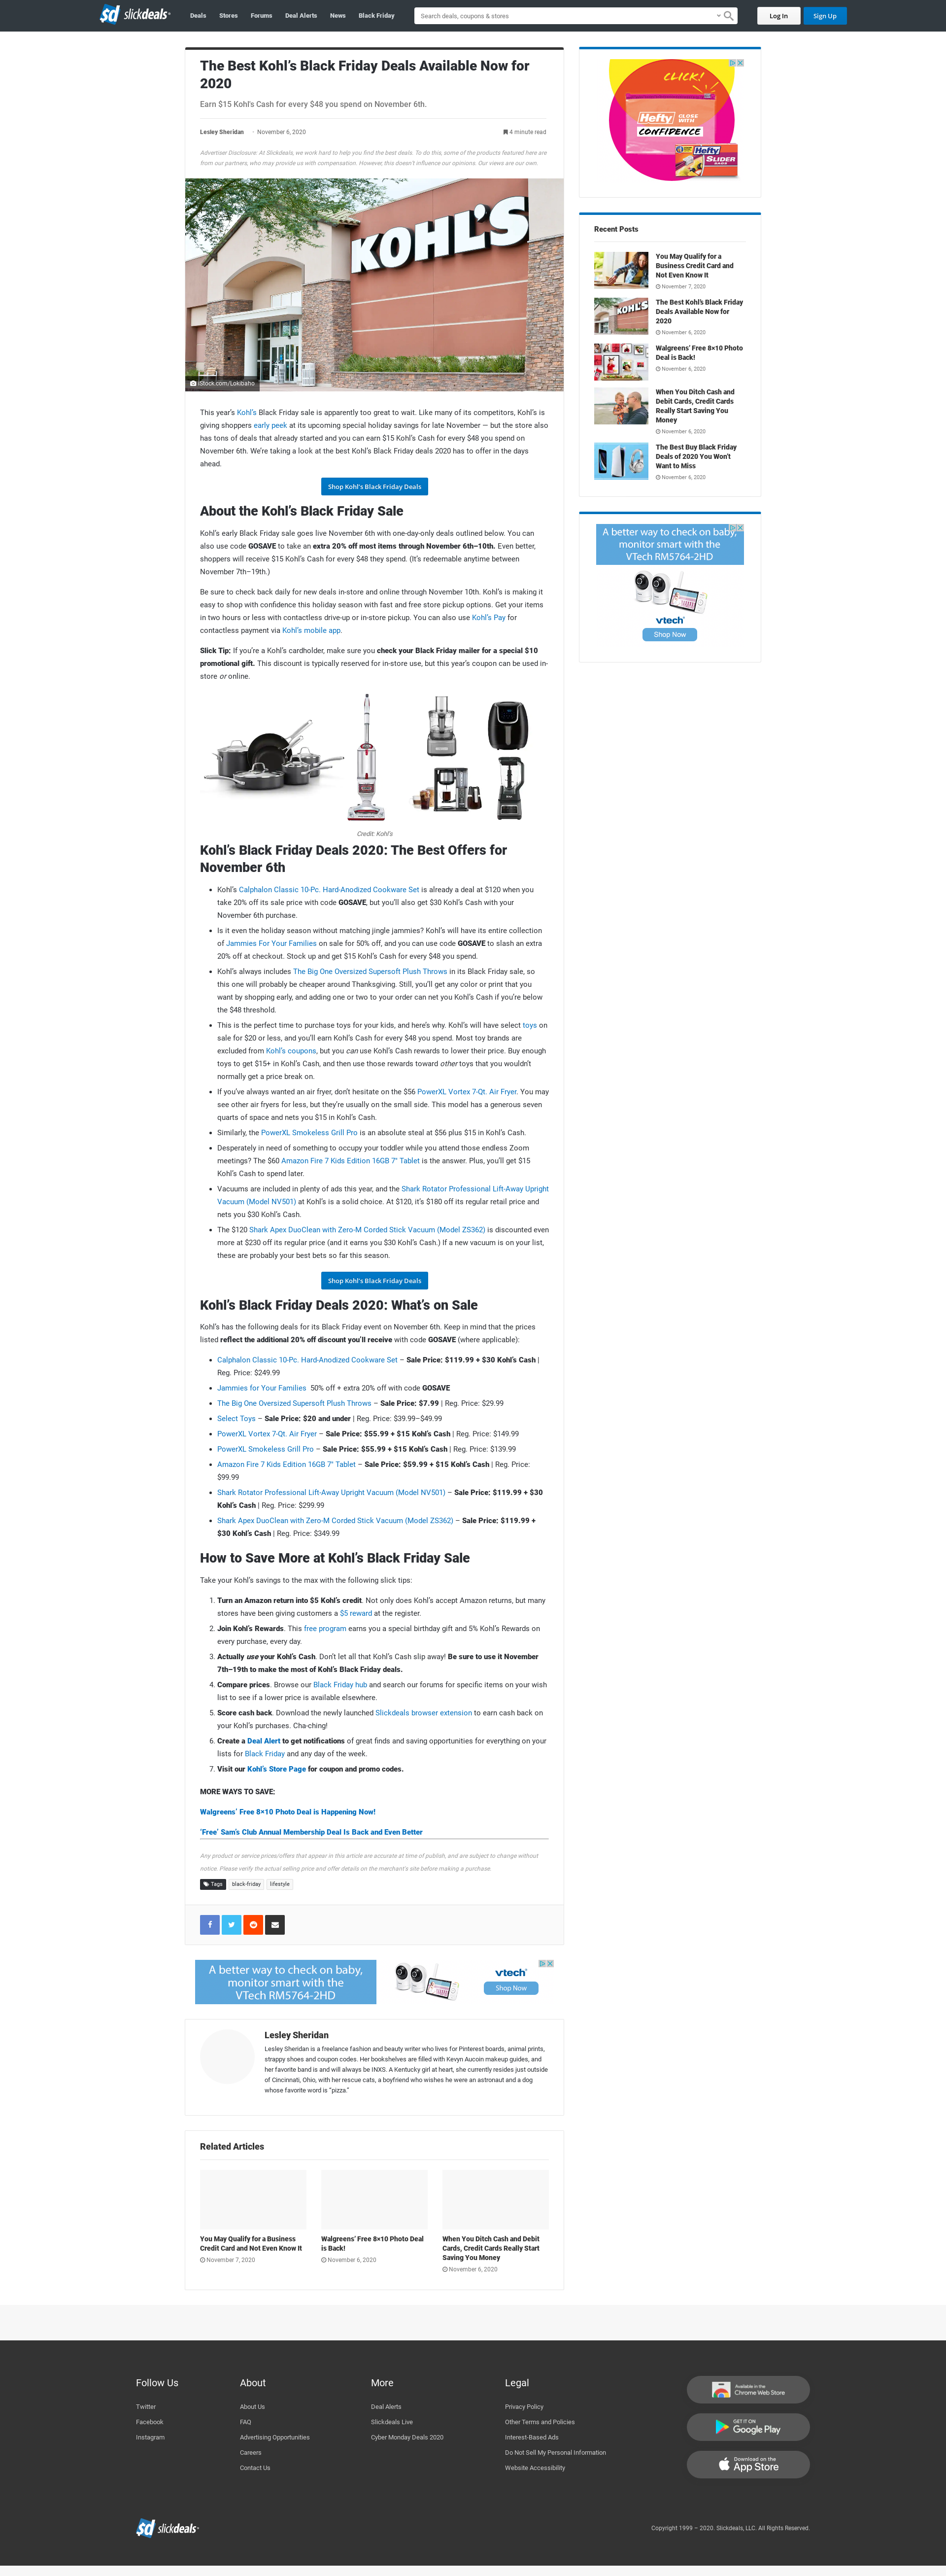 slickdeals
Deals
Stores
Forums
Deal Alerts
News
Black Friday
Search deals, coupons & stores
Log In
Sign Up
The Best Kohl’s Black Friday Deals Available Now for
2020
Earn $15 Kohl's Cash for every $48 you spend on November 6th.
Lesley Sheridan
November 6, 2020
4 minute read
Advertiser Disclosure: At Slickdeals, we work hard to help you find the best deals. To do this, some of the products featured here are
from our partners, who may provide us with compensation. However, this doesn't influence our opinions. Our views are our own.
KOHL'S
iStock.com/Lokibaho
This year’s Kohl’s Black Friday sale is apparently too great to wait. Like many of its competitors, Kohl’s is
giving shoppers early peek at its upcoming special holiday savings for late November — but the store also
has tons of deals that already started and you can earn $15 Kohl’s Cash for every $48 you spend on
November 6th. We’re taking a look at the best Kohl’s Black Friday deals 2020 has to offer in the days
ahead.
Shop Kohl’s Black Friday Deals
About the Kohl’s Black Friday Sale
Kohl’s early Black Friday sale goes live November 6th with one-day-only deals outlined below. You can
also use code GOSAVE to take an extra 20% off most items through November 6th–10th. Even better,
shoppers will receive $15 Kohl’s Cash for every $48 they spend. (It’s redeemable anytime between
November 7th–19th.)
Be sure to check back daily for new deals in-store and online through November 10th. Kohl’s is making it
easy to shop with confidence this holiday season with fast and free store pickup options. Get your items
in two hours or less with contactless drive-up or in-store pickup. You can also use Kohl’s Pay for
contactless payment via Kohl’s mobile app.
Slick Tip: If you’re a Kohl’s cardholder, make sure you check your Black Friday mailer for a special $10
promotional gift. This discount is typically reserved for in-store use, but this year’s coupon can be used in-
store or online.
Credit: Kohl's
Kohl’s Black Friday Deals 2020: The Best Offers for
November 6th
• Kohl’s Calphalon Classic 10-Pc. Hard-Anodized Cookware Set is already a deal at $120 when you
take 20% off its sale price with code GOSAVE, but you’ll also get $30 Kohl’s Cash with your
November 6th purchase.
• Is it even the holiday season without matching jingle jammies? Kohl’s will have its entire collection
of Jammies For Your Families on sale for 50% off, and you can use code GOSAVE to slash an extra
20% off at checkout. Stock up and get $15 Kohl’s Cash for every $48 you spend.
• Kohl’s always includes The Big One Oversized Supersoft Plush Throws in its Black Friday sale, so
this one will probably be cheaper around Thanksgiving. Still, you’ll get any color or print that you
want by shopping early, and adding one or two to your order can net you Kohl’s Cash if you’re below
the $48 threshold.
• This is the perfect time to purchase toys for your kids, and here’s why. Kohl’s will have select toys on
sale for $20 or less, and you’ll earn Kohl’s Cash for every $48 you spend. Most toy brands are
excluded from Kohl’s coupons, but you can use Kohl’s Cash rewards to lower their price. Buy enough
toys to get $15+ in Kohl’s Cash, and then use those rewards toward other toys that you wouldn’t
normally get a price break on.
• If you’ve always wanted an air fryer, don’t hesitate on the $56 PowerXL Vortex 7-Qt. Air Fryer. You may
see other air fryers for less, but they’re usually on the small side. This model has a generous seven
quarts of space and nets you $15 in Kohl’s Cash.
• Similarly, the PowerXL Smokeless Grill Pro is an absolute steal at $56 plus $15 in Kohl’s Cash.
• Desperately in need of something to occupy your toddler while you attend those endless Zoom
meetings? The $60 Amazon Fire 7 Kids Edition 16GB 7" Tablet is the answer. Plus, you’ll get $15
Kohl’s Cash to spend later.
• Vacuums are included in plenty of ads this year, and the Shark Rotator Professional Lift-Away Upright
Vacuum (Model NV501) at Kohl’s is a solid choice. At $120, it’s $180 off its regular retail price and
nets you $30 Kohl’s Cash.
• The $120 Shark Apex DuoClean with Zero-M Corded Stick Vacuum (Model ZS362) is discounted even
more at $230 off its regular price (and it earns you $30 Kohl’s Cash.) If a new vacuum is on your list,
these are probably your best bets so far this season.
Shop Kohl’s Black Friday Deals
Kohl’s Black Friday Deals 2020: What’s on Sale
Kohl’s has the following deals for its Black Friday event on November 6th. Keep in mind that the prices
listed reflect the additional 20% off discount you’ll receive with code GOSAVE (where applicable):
• Calphalon Classic 10-Pc. Hard-Anodized Cookware Set – Sale Price: $119.99 + $30 Kohl’s Cash |
Reg. Price: $249.99
• Jammies for Your Families 50% off + extra 20% off with code GOSAVE
• The Big One Oversized Supersoft Plush Throws – Sale Price: $7.99 | Reg. Price: $29.99
• Select Toys – Sale Price: $20 and under | Reg. Price: $39.99–$49.99
• PowerXL Vortex 7-Qt. Air Fryer – Sale Price: $55.99 + $15 Kohl’s Cash | Reg. Price: $149.99
• PowerXL Smokeless Grill Pro – Sale Price: $55.99 + $15 Kohl’s Cash | Reg. Price: $139.99
• Amazon Fire 7 Kids Edition 16GB 7" Tablet – Sale Price: $59.99 + $15 Kohl’s Cash | Reg. Price:
$99.99
• Shark Rotator Professional Lift-Away Upright Vacuum (Model NV501) – Sale Price: $119.99 + $30
Kohl’s Cash | Reg. Price: $299.99
• Shark Apex DuoClean with Zero-M Corded Stick Vacuum (Model ZS362) – Sale Price: $119.99 +
$30 Kohl’s Cash | Reg. Price: $349.99
How to Save More at Kohl’s Black Friday Sale
Take your Kohl’s savings to the max with the following slick tips:
1. Turn an Amazon return into $5 Kohl’s credit. Not only does Kohl’s accept Amazon returns, but many
stores have been giving customers a $5 reward at the register.
2. Join Kohl’s Rewards. This free program earns you a special birthday gift and 5% Kohl’s Rewards on
every purchase, every day.
3. Actually use your Kohl’s Cash. Don’t let all that Kohl’s Cash slip away! Be sure to use it November
7th–19th to make the most of Kohl’s Black Friday deals.
4. Compare prices. Browse our Black Friday hub and search our forums for specific items on your wish
list to see if a lower price is available elsewhere.
5. Score cash back. Download the newly launched Slickdeals browser extension to earn cash back on
your Kohl’s purchases. Cha-ching!
6. Create a Deal Alert to get notifications of great finds and saving opportunities for everything on your
lists for Black Friday and any day of the week.
7. Visit our Kohl’s Store Page for coupon and promo codes.
MORE WAYS TO SAVE:
Walgreens’ Free 8×10 Photo Deal is Happening Now!
‘Free’ Sam’s Club Annual Membership Deal Is Back and Even Better
Any product or service prices/offers that appear in this article are accurate at time of publish, and are subject to change without
notice. Please verify the actual selling price and offer details on the merchant's site before making a purchase.
Tags
black-friday
lifestyle
A better way to check on baby,
monitor smart with the
VTech RM5764-2HD
vtech
Shop Now
Lesley Sheridan
Lesley Sheridan is a freelance fashion and beauty writer who lives for Pinterest boards, animal prints,
strappy shoes and coupon codes. Her bookshelves are filled with Kevyn Aucoin makeup guides, and
her favorite band is and will always be INXS. A Kentucky girl at heart, she currently resides just outside
of Cincinnati, Ohio, with her rescue cats, a boyfriend who wishes he were an astronaut and a dog
whose favorite word is “pizza.”
Related Articles
You May Qualify for a Business
Credit Card and Not Even Know It
November 7, 2020
Walgreens’ Free 8×10 Photo Deal
is Back!
November 6, 2020
When You Ditch Cash and Debit
Cards, Credit Cards Really Start
Saving You Money
November 6, 2020
CLICK!
Hefty
CLOSE WITH
CONFIDENCE
Hefty
SLIDER
BAGS
Recent Posts
You May Qualify for a
Business Credit Card and
Not Even Know It
November 7, 2020
The Best Kohl’s Black Friday
Deals Available Now for
2020
November 6, 2020
Walgreens’ Free 8×10 Photo
Deal is Back!
November 6, 2020
When You Ditch Cash and
Debit Cards, Credit Cards
Really Start Saving You
Money
November 6, 2020
The Best Buy Black Friday
Deals of 2020 You Won’t
Want to Miss
November 6, 2020
A better way to check on baby,
monitor smart with the
VTech RM5764-2HD
vtech
Shop Now
Follow Us
Twitter
Facebook
Instagram
About
About Us
FAQ
Advertising Opportunities
Careers
Contact Us
More
Deal Alerts
Slickdeals Live
Cyber Monday Deals 2020
Legal
Privacy Policy
Other Terms and Policies
Interest-Based Ads
Do Not Sell My Personal Information
Website Accessibility
Available in the
Chrome Web Store
GET IT ON
Google Play
Download on the
App Store
slickdeals
Copyright 1999 – 2020. Slickdeals, LLC. All Rights Reserved.